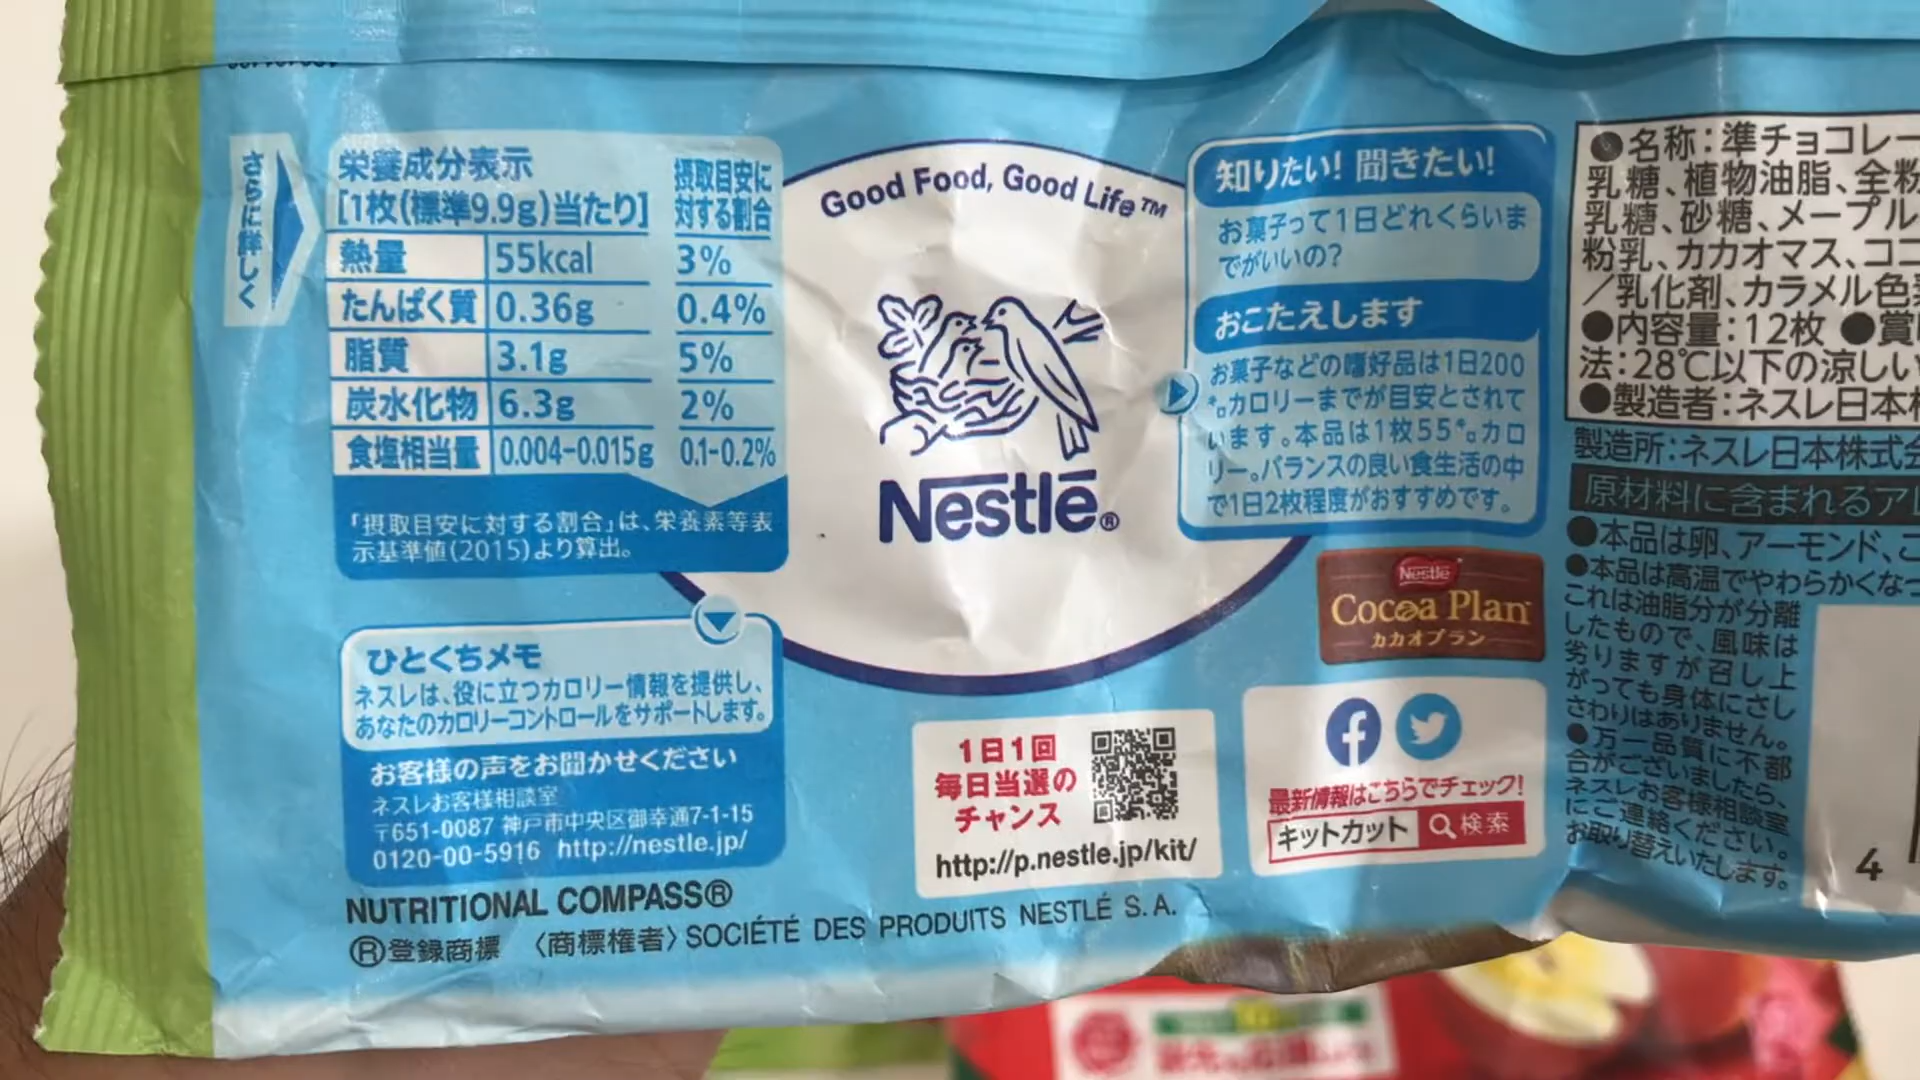 さらに詳しく
栄養成分表示
[1枚(標準9.9g)当たり]
摂取目安に
対する割合
熱量 55kcal 3%
たんぱく質 0.36g 0.4%
脂質 3.1g 5%
炭水化物 6.3g 2%
食塩相当量 0.004-0.015g 0.1-0.2%
「摂取目安に対する割合」は、栄養素等表
示基準値(2015)より算出。
ひとくちメモ
ネスレは、役に立つカロリー情報を提供し、
あなたのカロリーコントロールをサポートします。
お客様の声をお聞かせください
ネスレお客様相談室
〒651-0087 神戸市中央区御幸通7-1-15
0120-00-5916 http://nestle.jp/
NUTRITIONAL COMPASS®
®登録商標 〈商標権者〉SOCIÉTÉ DES PRODUITS NESTLÉ S.A.
Good Food, Good Life™
Nestlé®
1日1回
毎日当選の
チャンス
http://p.nestle.jp/kit/
知りたい! 聞きたい!
お菓子って1日どれくらいま
でがいいの?
おこたえします
お菓子などの嗜好品は1日200
㌔カロリーまでが目安とされて
います。本品は1枚55㌔カロ
リー。バランスの良い食生活の中
で1日2枚程度がおすすめです。
Nestlé
Cocoa Plan
カカオプラン
最新情報はこちらでチェック!
キットカット 検索
●名称:準チョコレー
乳糖、植物油脂、全粉
乳糖、砂糖、メープル
粉乳、カカオマス、ココ
/乳化剤、カラメル色
●内容量:12枚 ●賞
法:28℃以下の涼しい
●製造者:ネスレ日本
製造所:ネスレ日本株式
原材料に含まれるア
●本品は卵、アーモンド、
●本品は高温でやわらかくなっ
これは油脂分が分離
したもので、風味は
劣りますが召し上
がっても身体にさし
さわりはありません。
●万一品質に不都
合がございましたら、
ネスレお客様相談室
にご連絡ください。
お取り替えいたします。
4